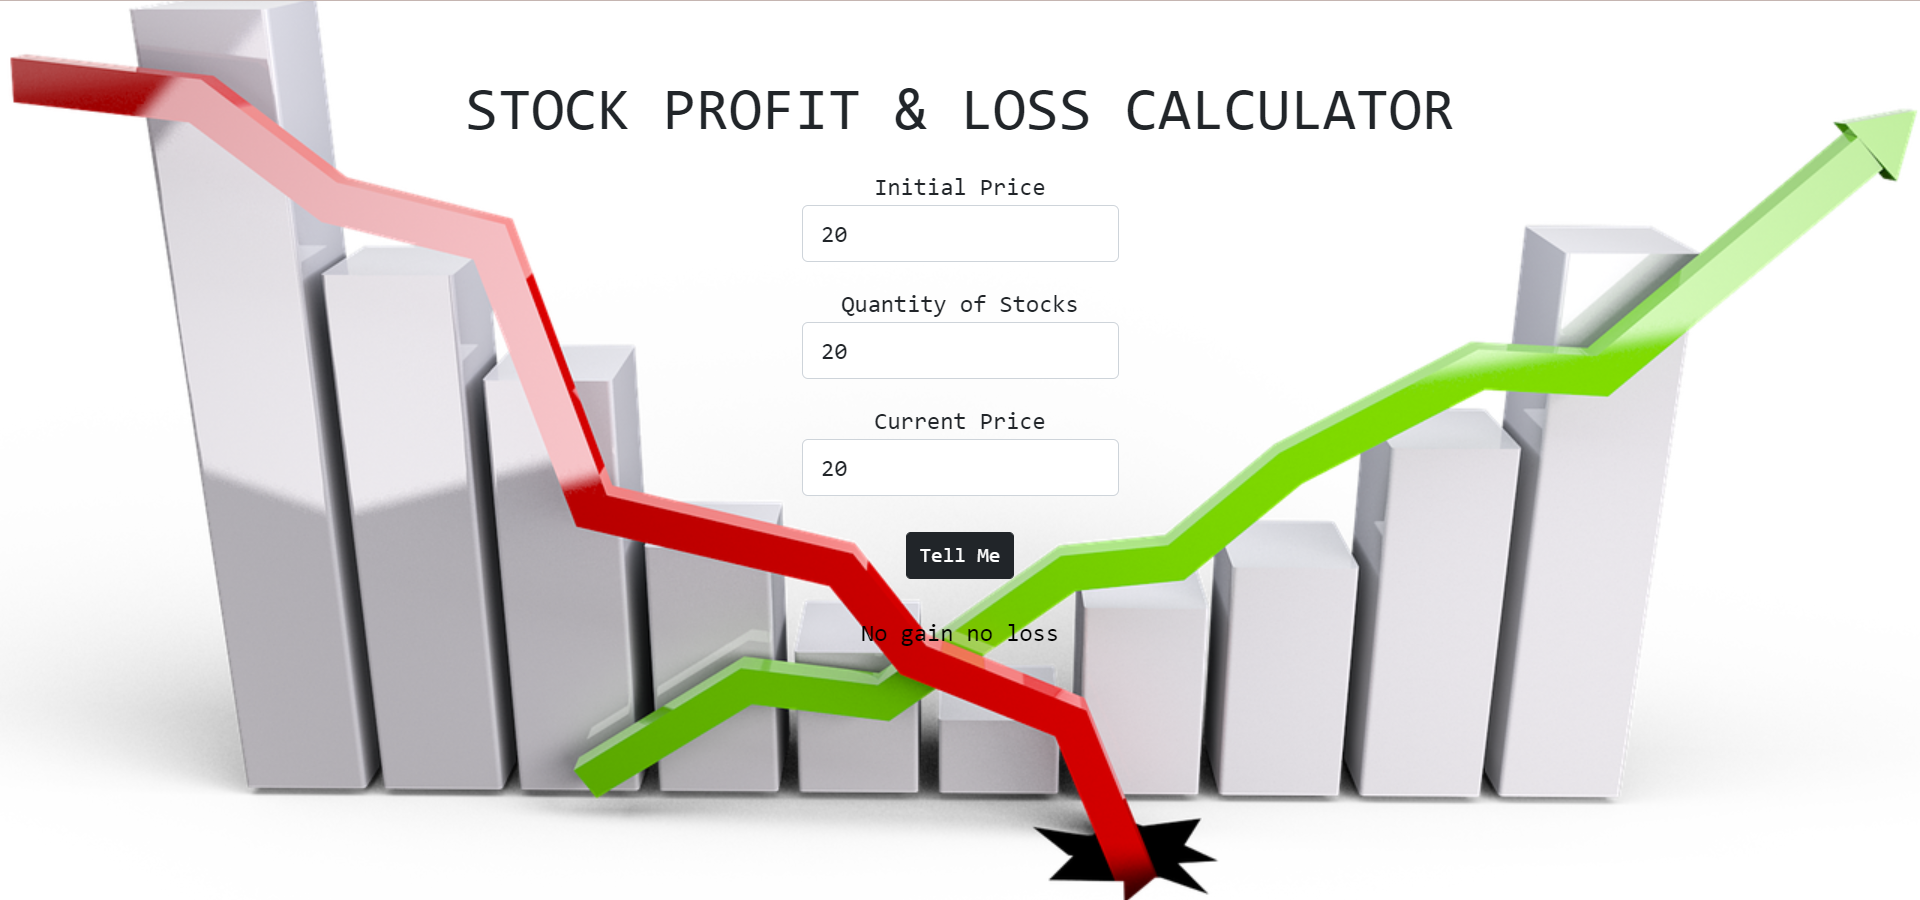 STOCK PROFIT & LOSS CALCULATOR
Initial Price
20
Quantity of Stocks
20
Current Price
20
Tell Me
No gain no loss